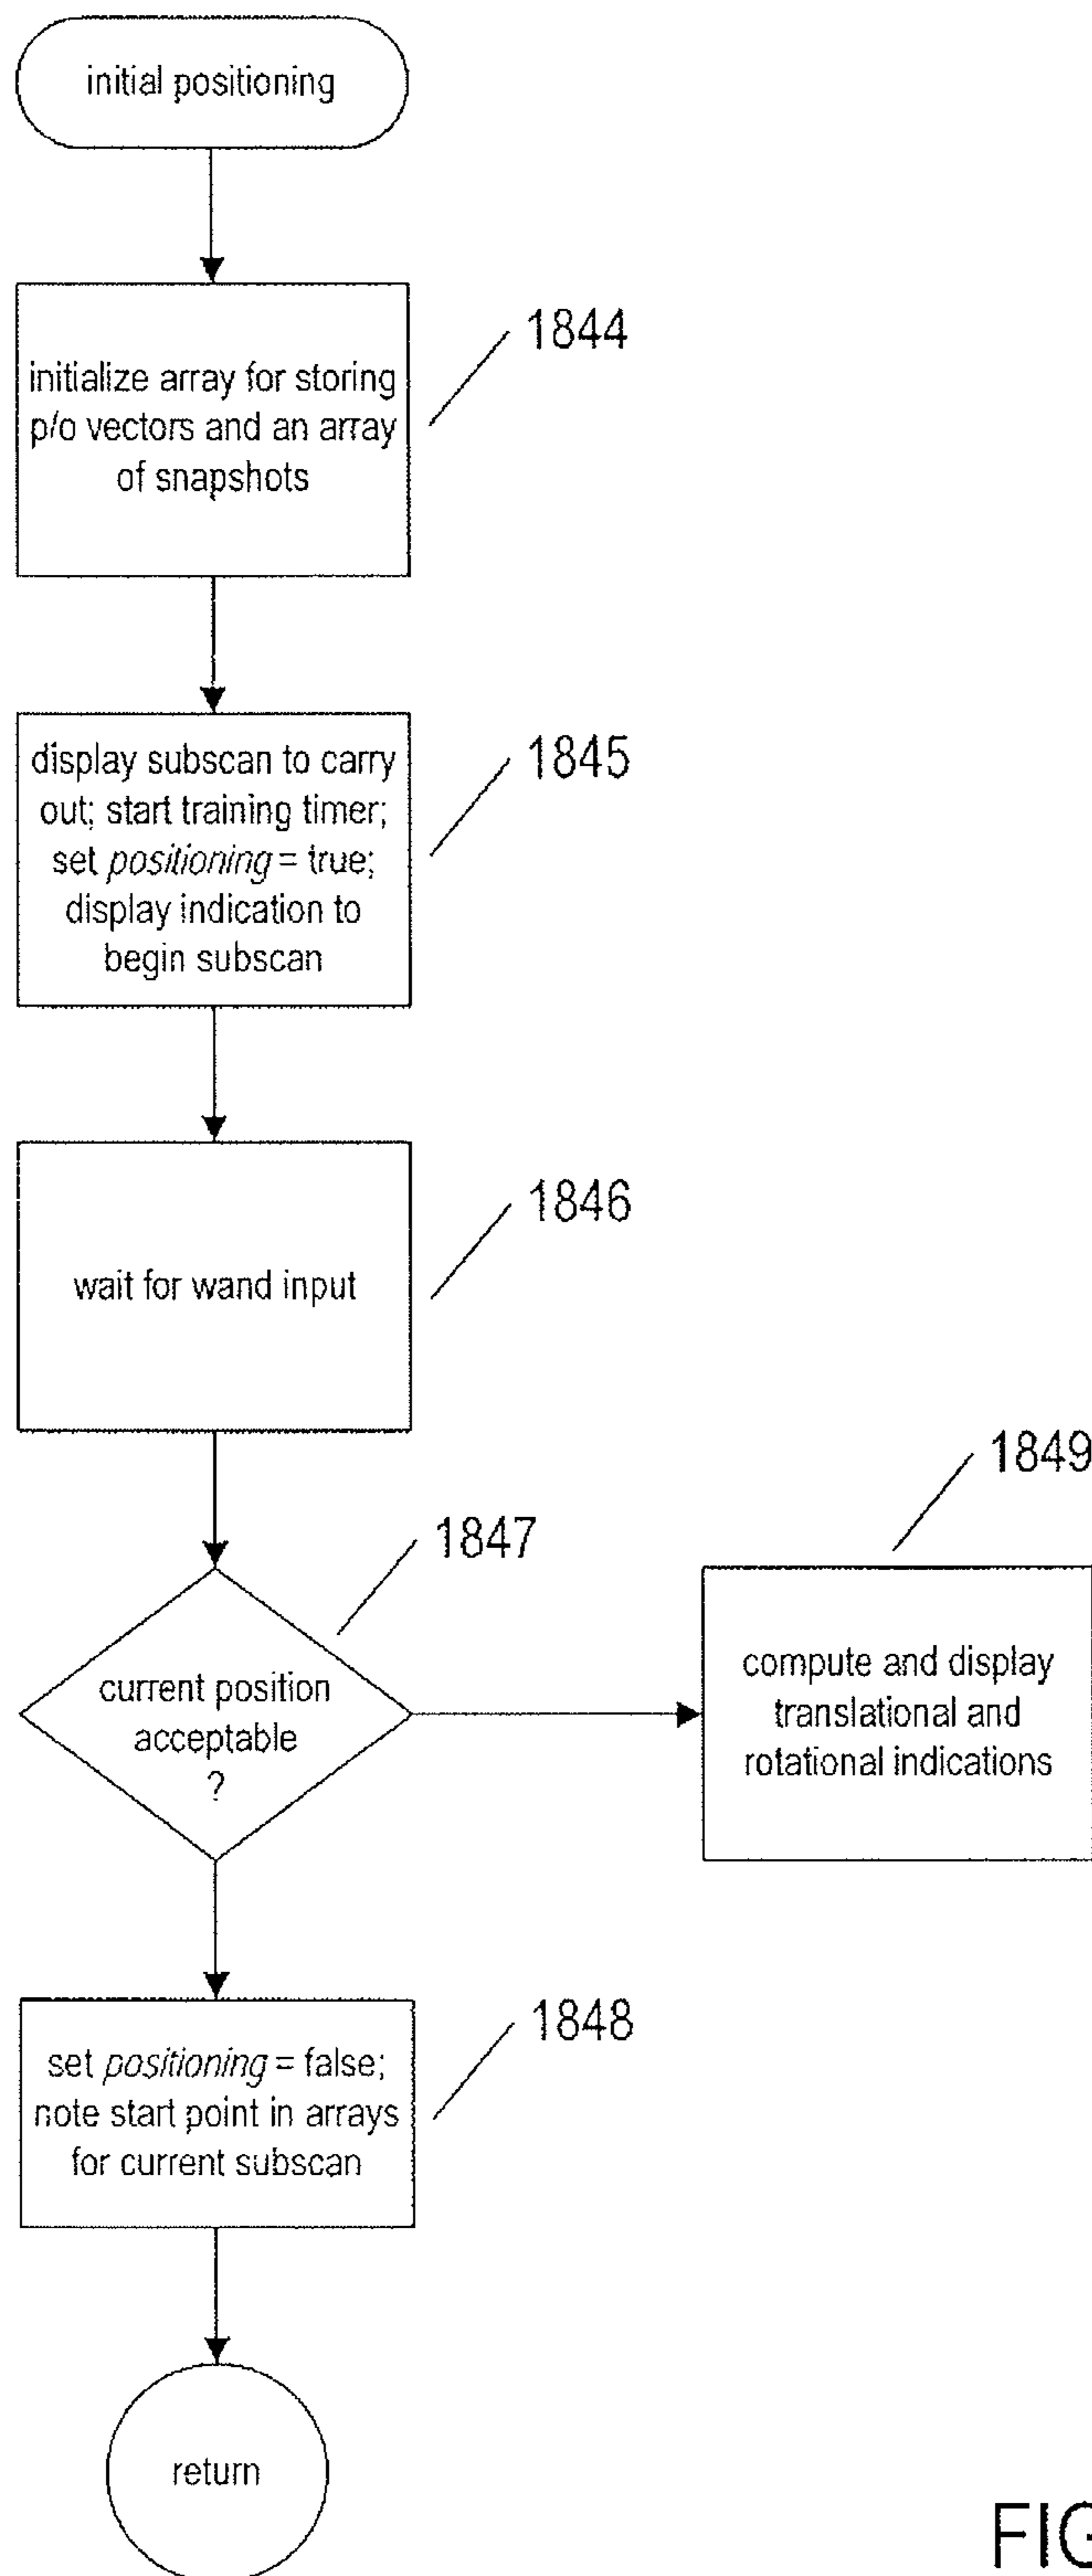 initial positioning
1844
initialize array for storing
p/o vectors and an array
of snapshots
1845
display subscan to carry
out; start training timer;
set positioning = true;
display indication to
begin subscan
1846
wait for wand input
1849
1847
current position
acceptable
?
compute and display
translational and
rotational indications
1848
set positioning = false;
note start point in arrays
for current subscan
return
FIG